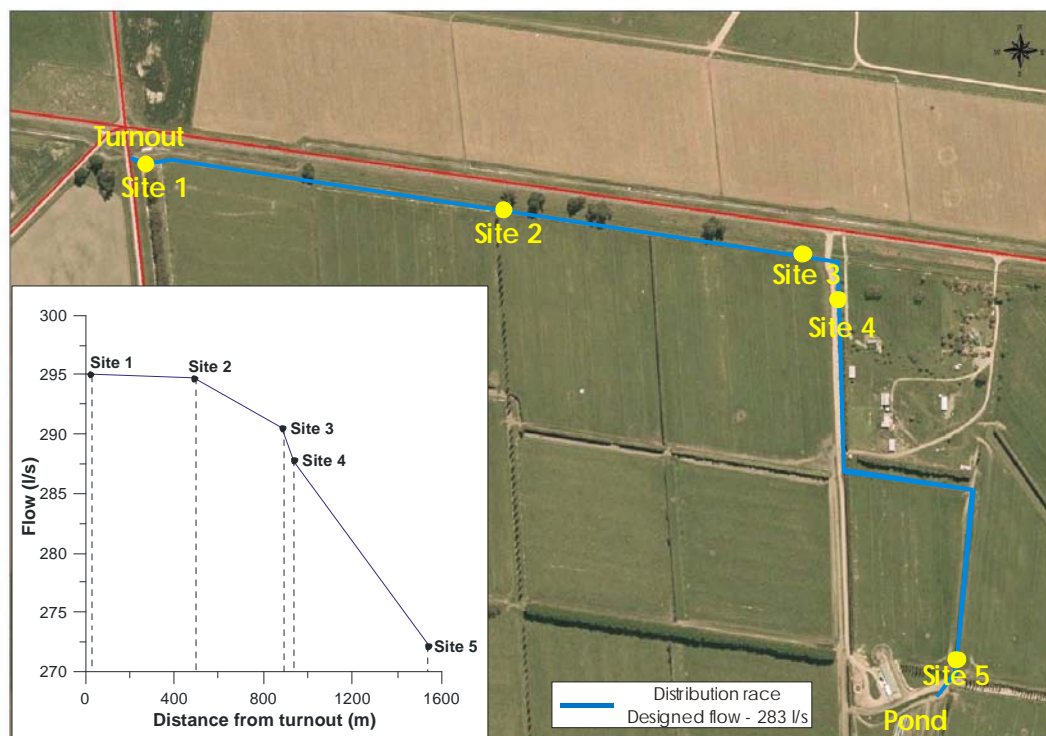 N
W
E
S
Turnout
Site 1
Site 2
Site 3
Site 4
Site 5
Pond
300
295
290
285
280
275
270
Flow (l/s)
Site 1
Site 2
Site 3
Site 4
Site 5
0
400
800
1200
1600
Distance from turnout (m)
Distribution race
Designed flow - 283 l/s